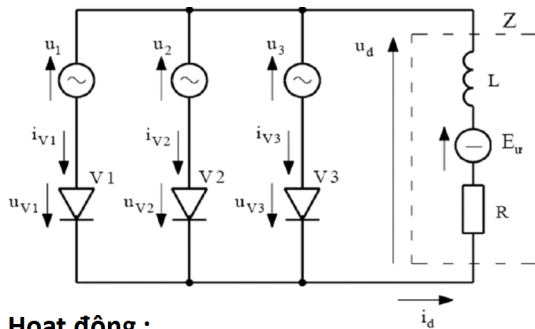 Z
u1 u2 u3 ud
L
iV1 iV2 iV3
Eư
V1 V2 V3
uV1 uV2 uV3
R
id
Hoạt động :